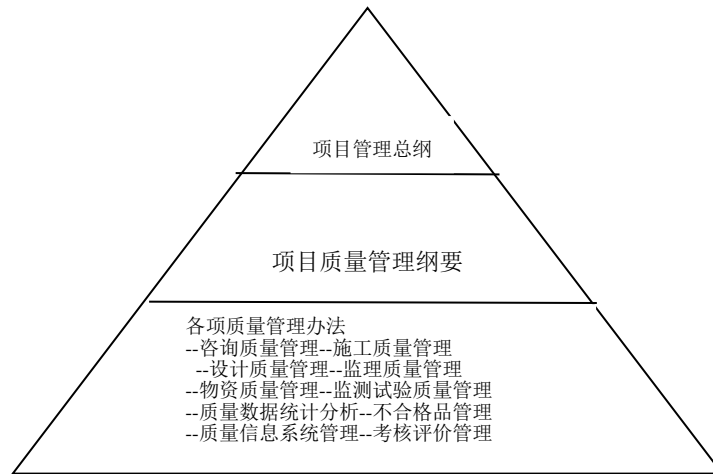 项目管理总纲
项目质量管理纲要
各项质量管理办法
--咨询质量管理--施工质量管理
--设计质量管理--监理质量管理
--物资质量管理--监测试验质量管理
--质量数据统计分析--不合格品管理
--质量信息系统管理--考核评价管理